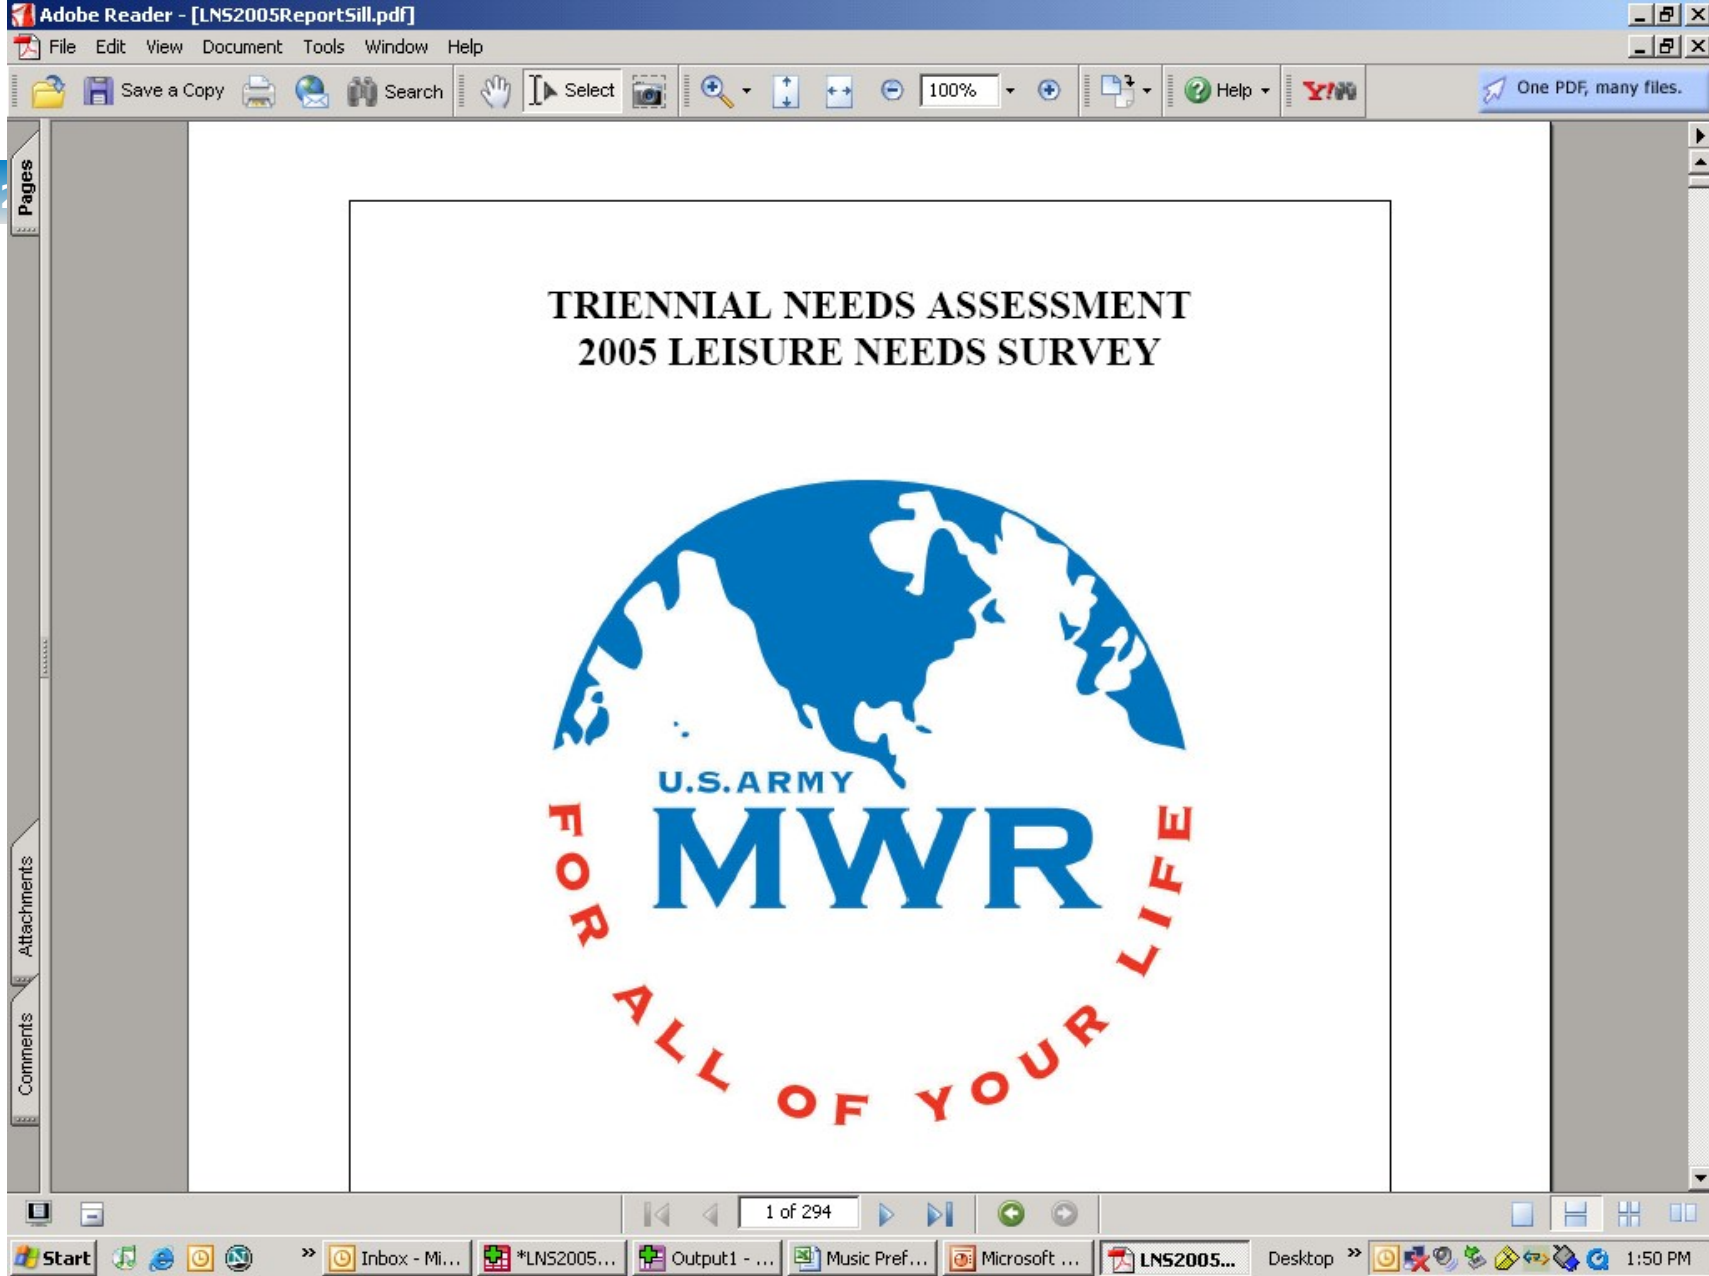 Adobe Reader - [LNS2005ReportSill.pdf]
File Edit View Document Tools Window Help
Save a Copy Search Select 100% Help Y! One PDF, many files.
Pages
TRIENNIAL NEEDS ASSESSMENT
2005 LEISURE NEEDS SURVEY
U.S.ARMY
MWR
FOR ALL OF YOUR LIFE
Attachments
Comments
1 of 294
Start » Inbox - Mi... *LNS2005... Output1 - ... Music Pref... Microsoft ... LNS2005... Desktop » 1:50 PM